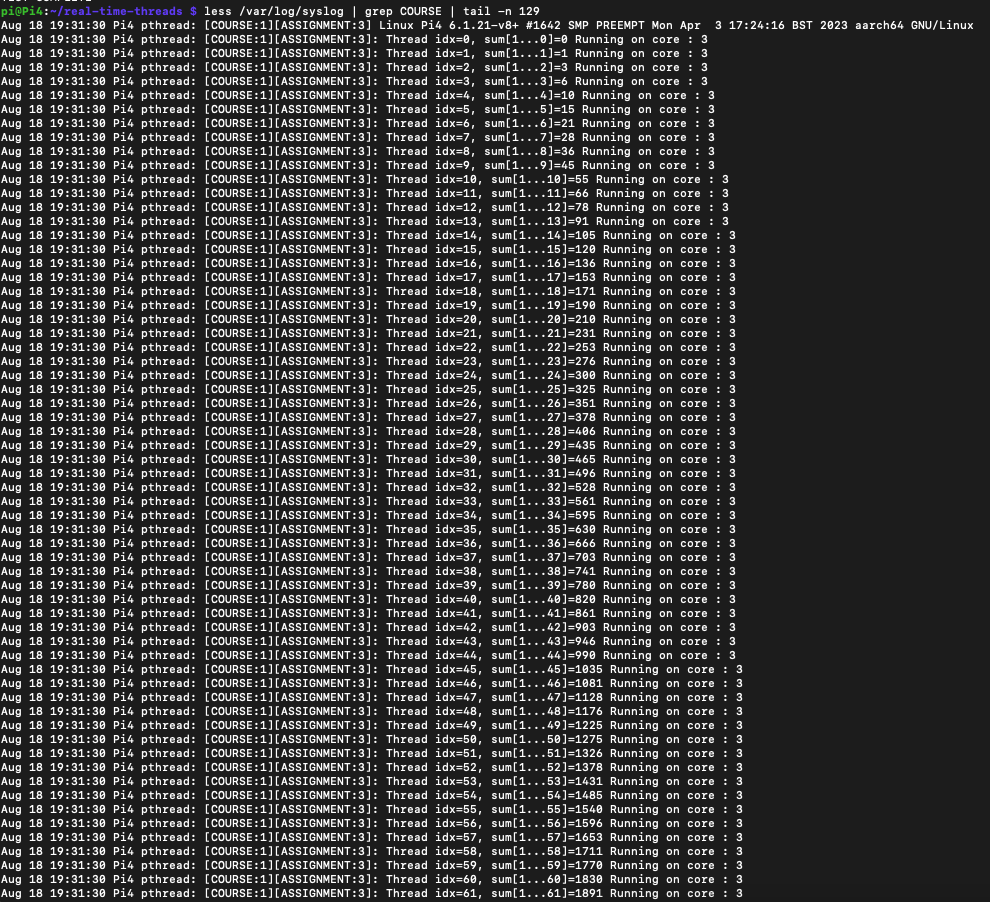 pi@Pi4:~/real-time-threads $ less /var/log/syslog | grep COURSE | tail -n 129
Aug 18 19:31:30 Pi4 pthread: [COURSE:1][ASSIGNMENT:3] Linux Pi4 6.1.21-v8+ #1642 SMP PREEMPT Mon Apr  3 17:24:16 BST 2023 aarch64 GNU/Linux
Aug 18 19:31:30 Pi4 pthread: [COURSE:1][ASSIGNMENT:3]: Thread idx=0, sum[1...0]=0 Running on core : 3
Aug 18 19:31:30 Pi4 pthread: [COURSE:1][ASSIGNMENT:3]: Thread idx=1, sum[1...1]=1 Running on core : 3
Aug 18 19:31:30 Pi4 pthread: [COURSE:1][ASSIGNMENT:3]: Thread idx=2, sum[1...2]=3 Running on core : 3
Aug 18 19:31:30 Pi4 pthread: [COURSE:1][ASSIGNMENT:3]: Thread idx=3, sum[1...3]=6 Running on core : 3
Aug 18 19:31:30 Pi4 pthread: [COURSE:1][ASSIGNMENT:3]: Thread idx=4, sum[1...4]=10 Running on core : 3
Aug 18 19:31:30 Pi4 pthread: [COURSE:1][ASSIGNMENT:3]: Thread idx=5, sum[1...5]=15 Running on core : 3
Aug 18 19:31:30 Pi4 pthread: [COURSE:1][ASSIGNMENT:3]: Thread idx=6, sum[1...6]=21 Running on core : 3
Aug 18 19:31:30 Pi4 pthread: [COURSE:1][ASSIGNMENT:3]: Thread idx=7, sum[1...7]=28 Running on core : 3
Aug 18 19:31:30 Pi4 pthread: [COURSE:1][ASSIGNMENT:3]: Thread idx=8, sum[1...8]=36 Running on core : 3
Aug 18 19:31:30 Pi4 pthread: [COURSE:1][ASSIGNMENT:3]: Thread idx=9, sum[1...9]=45 Running on core : 3
Aug 18 19:31:30 Pi4 pthread: [COURSE:1][ASSIGNMENT:3]: Thread idx=10, sum[1...10]=55 Running on core : 3
Aug 18 19:31:30 Pi4 pthread: [COURSE:1][ASSIGNMENT:3]: Thread idx=11, sum[1...11]=66 Running on core : 3
Aug 18 19:31:30 Pi4 pthread: [COURSE:1][ASSIGNMENT:3]: Thread idx=12, sum[1...12]=78 Running on core : 3
Aug 18 19:31:30 Pi4 pthread: [COURSE:1][ASSIGNMENT:3]: Thread idx=13, sum[1...13]=91 Running on core : 3
Aug 18 19:31:30 Pi4 pthread: [COURSE:1][ASSIGNMENT:3]: Thread idx=14, sum[1...14]=105 Running on core : 3
Aug 18 19:31:30 Pi4 pthread: [COURSE:1][ASSIGNMENT:3]: Thread idx=15, sum[1...15]=120 Running on core : 3
Aug 18 19:31:30 Pi4 pthread: [COURSE:1][ASSIGNMENT:3]: Thread idx=16, sum[1...16]=136 Running on core : 3
Aug 18 19:31:30 Pi4 pthread: [COURSE:1][ASSIGNMENT:3]: Thread idx=17, sum[1...17]=153 Running on core : 3
Aug 18 19:31:30 Pi4 pthread: [COURSE:1][ASSIGNMENT:3]: Thread idx=18, sum[1...18]=171 Running on core : 3
Aug 18 19:31:30 Pi4 pthread: [COURSE:1][ASSIGNMENT:3]: Thread idx=19, sum[1...19]=190 Running on core : 3
Aug 18 19:31:30 Pi4 pthread: [COURSE:1][ASSIGNMENT:3]: Thread idx=20, sum[1...20]=210 Running on core : 3
Aug 18 19:31:30 Pi4 pthread: [COURSE:1][ASSIGNMENT:3]: Thread idx=21, sum[1...21]=231 Running on core : 3
Aug 18 19:31:30 Pi4 pthread: [COURSE:1][ASSIGNMENT:3]: Thread idx=22, sum[1...22]=253 Running on core : 3
Aug 18 19:31:30 Pi4 pthread: [COURSE:1][ASSIGNMENT:3]: Thread idx=23, sum[1...23]=276 Running on core : 3
Aug 18 19:31:30 Pi4 pthread: [COURSE:1][ASSIGNMENT:3]: Thread idx=24, sum[1...24]=300 Running on core : 3
Aug 18 19:31:30 Pi4 pthread: [COURSE:1][ASSIGNMENT:3]: Thread idx=25, sum[1...25]=325 Running on core : 3
Aug 18 19:31:30 Pi4 pthread: [COURSE:1][ASSIGNMENT:3]: Thread idx=26, sum[1...26]=351 Running on core : 3
Aug 18 19:31:30 Pi4 pthread: [COURSE:1][ASSIGNMENT:3]: Thread idx=27, sum[1...27]=378 Running on core : 3
Aug 18 19:31:30 Pi4 pthread: [COURSE:1][ASSIGNMENT:3]: Thread idx=28, sum[1...28]=406 Running on core : 3
Aug 18 19:31:30 Pi4 pthread: [COURSE:1][ASSIGNMENT:3]: Thread idx=29, sum[1...29]=435 Running on core : 3
Aug 18 19:31:30 Pi4 pthread: [COURSE:1][ASSIGNMENT:3]: Thread idx=30, sum[1...30]=465 Running on core : 3
Aug 18 19:31:30 Pi4 pthread: [COURSE:1][ASSIGNMENT:3]: Thread idx=31, sum[1...31]=496 Running on core : 3
Aug 18 19:31:30 Pi4 pthread: [COURSE:1][ASSIGNMENT:3]: Thread idx=32, sum[1...32]=528 Running on core : 3
Aug 18 19:31:30 Pi4 pthread: [COURSE:1][ASSIGNMENT:3]: Thread idx=33, sum[1...33]=561 Running on core : 3
Aug 18 19:31:30 Pi4 pthread: [COURSE:1][ASSIGNMENT:3]: Thread idx=34, sum[1...34]=595 Running on core : 3
Aug 18 19:31:30 Pi4 pthread: [COURSE:1][ASSIGNMENT:3]: Thread idx=35, sum[1...35]=630 Running on core : 3
Aug 18 19:31:30 Pi4 pthread: [COURSE:1][ASSIGNMENT:3]: Thread idx=36, sum[1...36]=666 Running on core : 3
Aug 18 19:31:30 Pi4 pthread: [COURSE:1][ASSIGNMENT:3]: Thread idx=37, sum[1...37]=703 Running on core : 3
Aug 18 19:31:30 Pi4 pthread: [COURSE:1][ASSIGNMENT:3]: Thread idx=38, sum[1...38]=741 Running on core : 3
Aug 18 19:31:30 Pi4 pthread: [COURSE:1][ASSIGNMENT:3]: Thread idx=39, sum[1...39]=780 Running on core : 3
Aug 18 19:31:30 Pi4 pthread: [COURSE:1][ASSIGNMENT:3]: Thread idx=40, sum[1...40]=820 Running on core : 3
Aug 18 19:31:30 Pi4 pthread: [COURSE:1][ASSIGNMENT:3]: Thread idx=41, sum[1...41]=861 Running on core : 3
Aug 18 19:31:30 Pi4 pthread: [COURSE:1][ASSIGNMENT:3]: Thread idx=42, sum[1...42]=903 Running on core : 3
Aug 18 19:31:30 Pi4 pthread: [COURSE:1][ASSIGNMENT:3]: Thread idx=43, sum[1...43]=946 Running on core : 3
Aug 18 19:31:30 Pi4 pthread: [COURSE:1][ASSIGNMENT:3]: Thread idx=44, sum[1...44]=990 Running on core : 3
Aug 18 19:31:30 Pi4 pthread: [COURSE:1][ASSIGNMENT:3]: Thread idx=45, sum[1...45]=1035 Running on core : 3
Aug 18 19:31:30 Pi4 pthread: [COURSE:1][ASSIGNMENT:3]: Thread idx=46, sum[1...46]=1081 Running on core : 3
Aug 18 19:31:30 Pi4 pthread: [COURSE:1][ASSIGNMENT:3]: Thread idx=47, sum[1...47]=1128 Running on core : 3
Aug 18 19:31:30 Pi4 pthread: [COURSE:1][ASSIGNMENT:3]: Thread idx=48, sum[1...48]=1176 Running on core : 3
Aug 18 19:31:30 Pi4 pthread: [COURSE:1][ASSIGNMENT:3]: Thread idx=49, sum[1...49]=1225 Running on core : 3
Aug 18 19:31:30 Pi4 pthread: [COURSE:1][ASSIGNMENT:3]: Thread idx=50, sum[1...50]=1275 Running on core : 3
Aug 18 19:31:30 Pi4 pthread: [COURSE:1][ASSIGNMENT:3]: Thread idx=51, sum[1...51]=1326 Running on core : 3
Aug 18 19:31:30 Pi4 pthread: [COURSE:1][ASSIGNMENT:3]: Thread idx=52, sum[1...52]=1378 Running on core : 3
Aug 18 19:31:30 Pi4 pthread: [COURSE:1][ASSIGNMENT:3]: Thread idx=53, sum[1...53]=1431 Running on core : 3
Aug 18 19:31:30 Pi4 pthread: [COURSE:1][ASSIGNMENT:3]: Thread idx=54, sum[1...54]=1485 Running on core : 3
Aug 18 19:31:30 Pi4 pthread: [COURSE:1][ASSIGNMENT:3]: Thread idx=55, sum[1...55]=1540 Running on core : 3
Aug 18 19:31:30 Pi4 pthread: [COURSE:1][ASSIGNMENT:3]: Thread idx=56, sum[1...56]=1596 Running on core : 3
Aug 18 19:31:30 Pi4 pthread: [COURSE:1][ASSIGNMENT:3]: Thread idx=57, sum[1...57]=1653 Running on core : 3
Aug 18 19:31:30 Pi4 pthread: [COURSE:1][ASSIGNMENT:3]: Thread idx=58, sum[1...58]=1711 Running on core : 3
Aug 18 19:31:30 Pi4 pthread: [COURSE:1][ASSIGNMENT:3]: Thread idx=59, sum[1...59]=1770 Running on core : 3
Aug 18 19:31:30 Pi4 pthread: [COURSE:1][ASSIGNMENT:3]: Thread idx=60, sum[1...60]=1830 Running on core : 3
Aug 18 19:31:30 Pi4 pthread: [COURSE:1][ASSIGNMENT:3]: Thread idx=61, sum[1...61]=1891 Running on core : 3